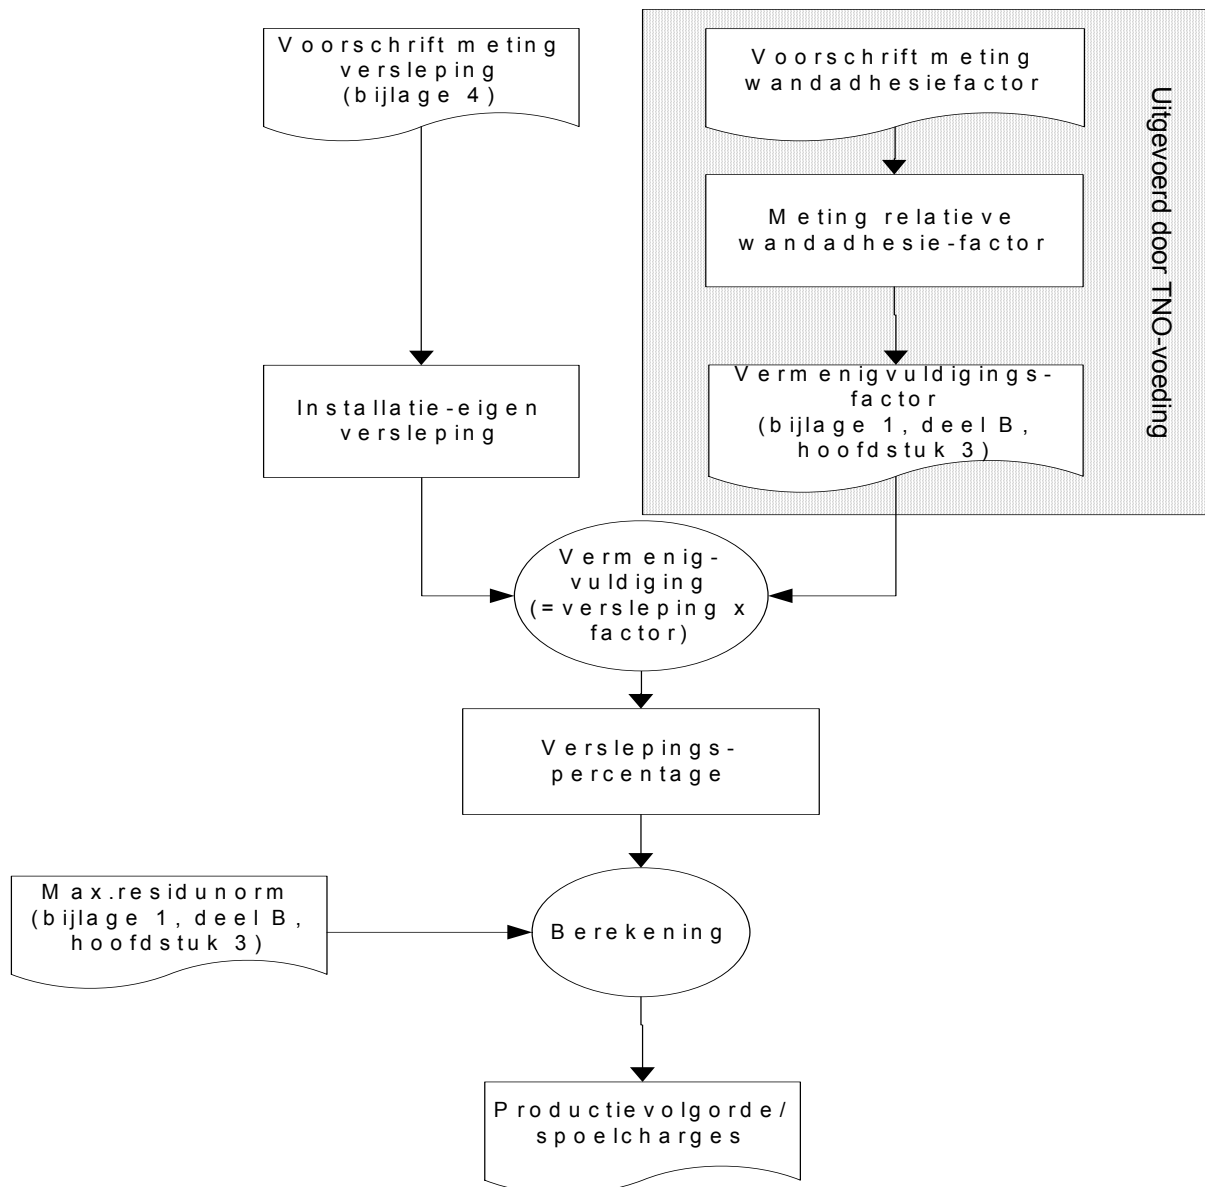 Voorschrift meting
versleping
(bijlage 4)
Voorschrift meting
wandadhesiefactor
Uitgevoerd door TNO-voeding
Meting relatieve
wandadhesie-factor
Installatie-eigen
versleping
Vermenigvuldigings-
factor
(bijlage 1, deel B,
hoofdstuk 3)
Vermenig-
vuldiging
(=versleping x
factor)
Verslepings-
percentage
Max.residunorm
(bijlage 1, deel B,
hoofdstuk 3)
Berekening
Productievolgorde/
spoelcharges